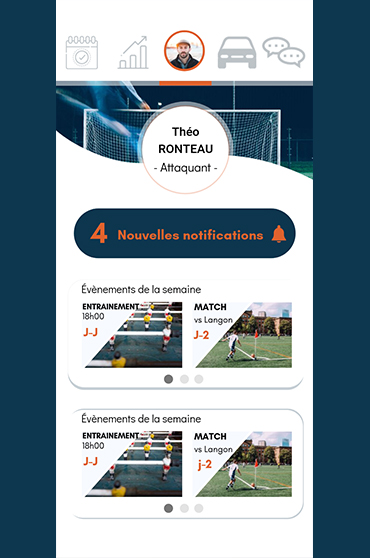 Théo
RONTEAU
- Attaquant -
4 Nouvelles notifications
Évènements de la semaine
ENTRAINEMENT
18h00
J-J
MATCH
vs Langon
J-2
Évènements de la semaine
ENTRAINEMENT
18h00
J-J
MATCH
vs Langon
j-2